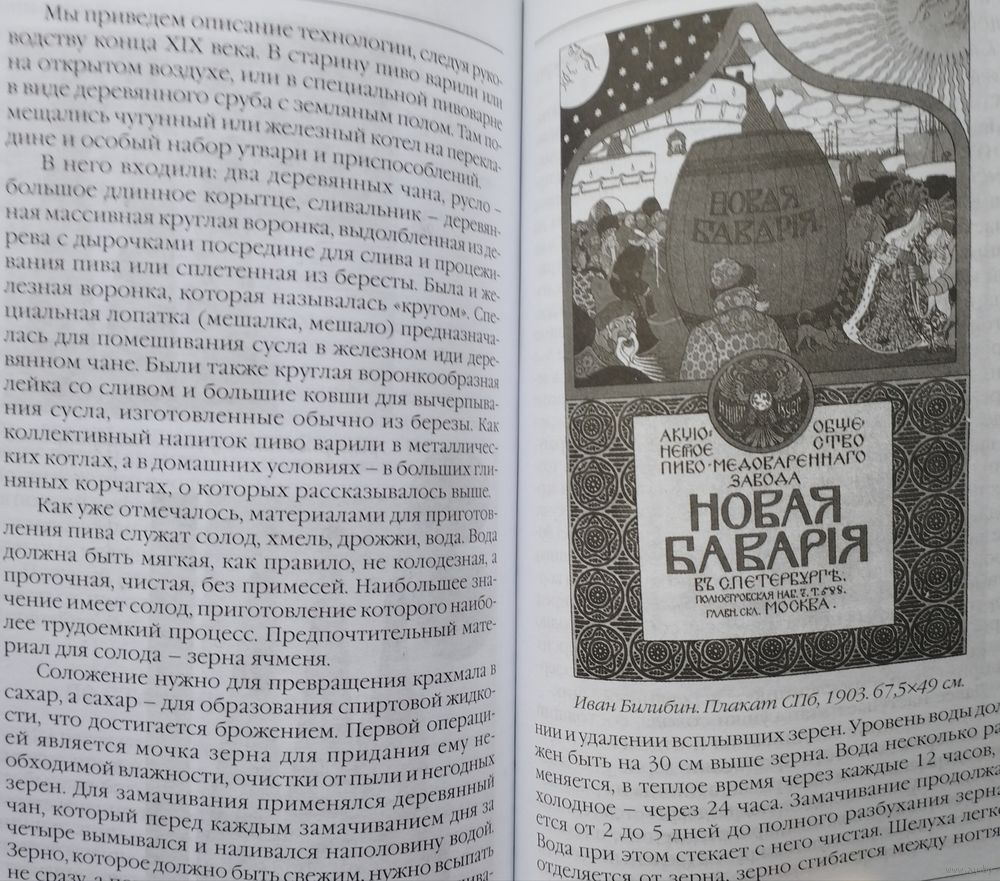 Мы приведем описание технологии, следуя руко-
водству конца XIX века. В старину пиво варили или
на открытом воздухе, или в специальной пивоварне
в виде деревянного сруба с земляным полом. Там по-
мещались чугунный или железный котел на перекла-
дине и особый набор утвари и приспособлений.
В него входили: два деревянных чана, русло –
большое длинное корытце, сливальник – деревян-
ная массивная круглая воронка, выдолбленная из де-
рева с дырочками посредине для слива и процежи-
вания пива или сплетенная из бересты. Была и же-
лезная воронка, которая называлась «кругом». Спе-
циальная лопатка (мешалка, мешало) предназнача-
лась для помешивания сусла в железном иди дере-
вянном чане. Были также круглая воронкообразная
лейка со сливом и большие ковши для вычерпыва-
ния сусла, изготовленные обычно из березы. Как
коллективный напиток пиво варили в металличес-
ких котлах, а в домашних условиях – в больших гли-
няных корчагах, о которых рассказывалось выше.
Как уже отмечалось, материалами для приготов-
ления пива служат солод, хмель, дрожжи, вода. Вода
должна быть мягкая, как правило, не колодезная, а
проточная, чистая, без примесей. Наибольшее зна-
чение имеет солод, приготовление которого наибо-
лее трудоемкий процесс. Предпочтительный мате-
риал для солода – зерна ячменя.
Соложение нужно для превращения крахмала в
сахар, а сахар – для образования спиртовой жидко-
сти, что достигается брожением. Первой операци-
ей является мочка зерна для придания ему не-
обходимой влажности, очистки от пыли и негодных
зерен. Для замачивания применялся деревянный
чан, который перед каждым замачиванием дня за
четыре вымывался и наливался наполовину водой.
Зерно, которое должно быть свежим, нужно всыпать
не сразу, а
НОВАЯ
БАВАРІЯ
АКЦІО- ОБЩЕ-
НЕРНОЕ СТВО
ПИВО-МЕДОВАРЕННАГО
ЗАВОДА
НОВАЯ
БАВАРІЯ
ВЪ С.ПЕТЕРБУРГѢ.
ПОЛЮСТРОВСКАЯ НАБ. 7. Т. 588.
ГЛАВН. СКЛ. МОСКВА.
Иван Билибин. Плакат СПб, 1903. 67,5×49 см.
нии и удалении всплывших зерен. Уровень воды дол-
жен быть на 30 см выше зерна. Вода несколько ра
меняется, в теплое время через каждые 12 часов,
холодное – через 24 часа. Замачивание продолжа-
ется от 2 до 5 дней до полного разбухания зерна
Вода при этом стекает с него чистая. Шелуха легк
отделяется от зерна, зерно сгибается между ногтя